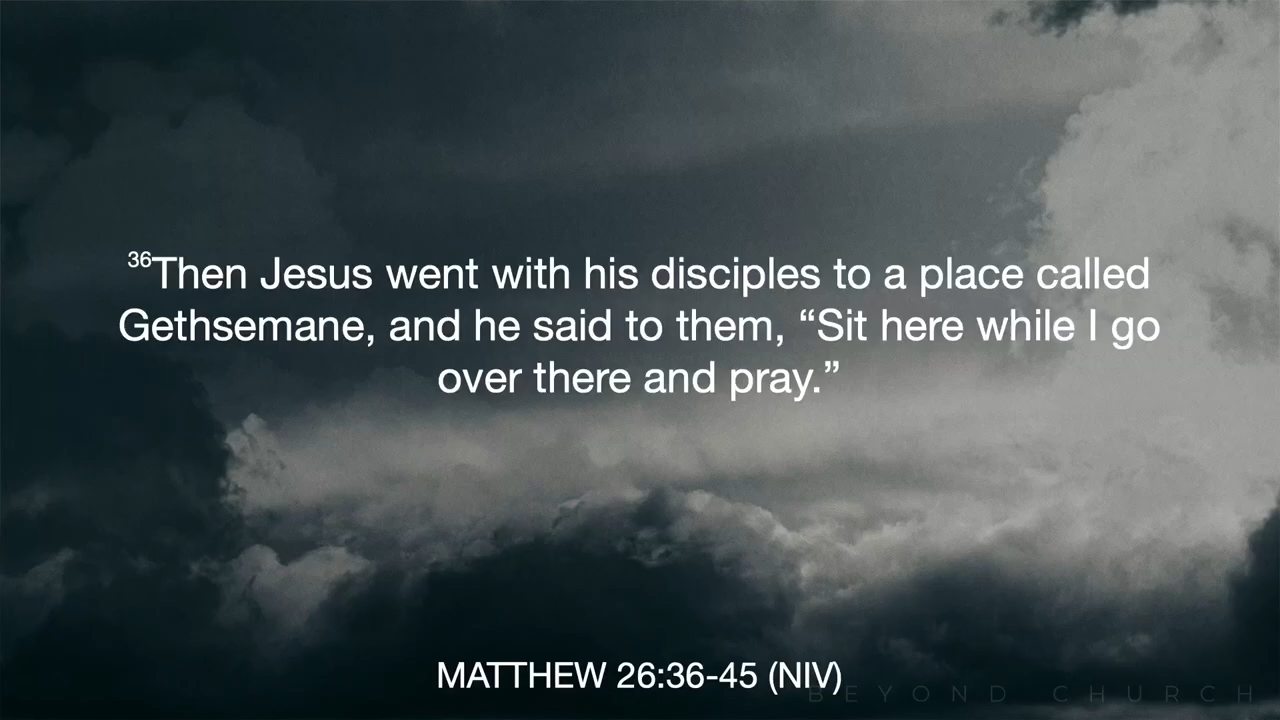 36Then Jesus went with his disciples to a place called
Gethsemane, and he said to them, “Sit here while I go
over there and pray.”
MATTHEW 26:36-45 (NIV)
BEYOND CHURCH